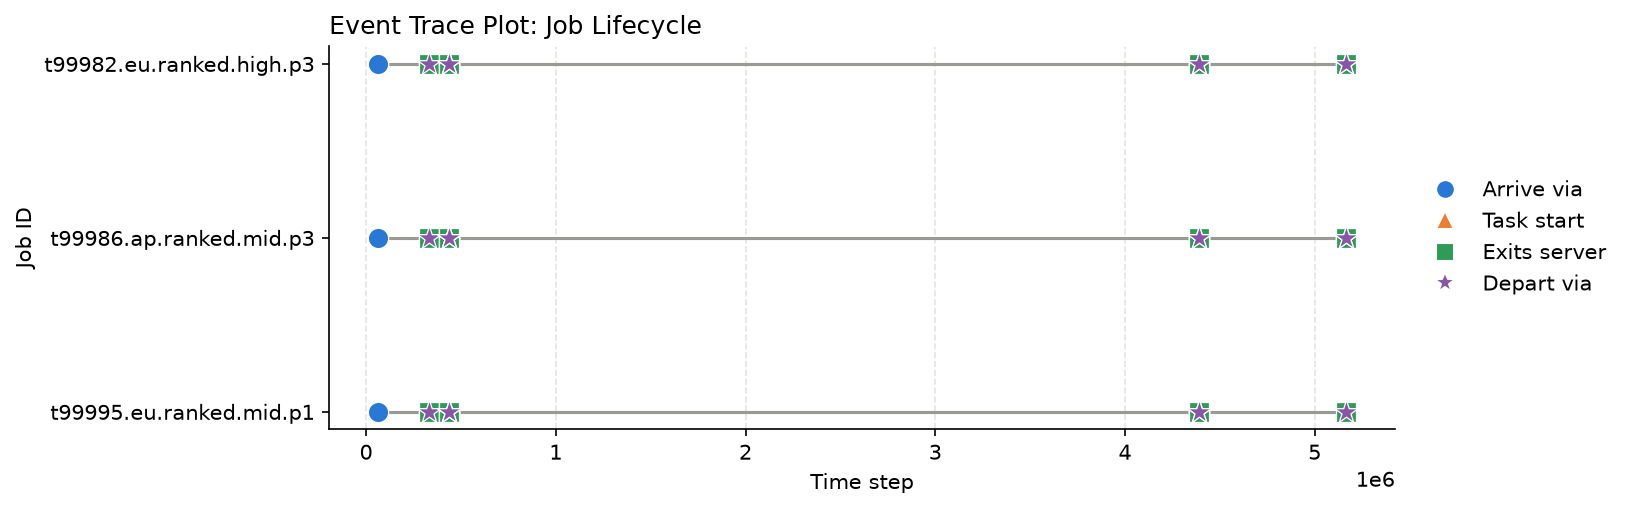 Event Trace Plot: Job Lifecycle
t99982.eu.ranked.high.p3
t99986.ap.ranked.mid.p3
t99995.eu.ranked.mid.p1
Job ID
0 1 2 3 4 5
1e6
Time step
Arrive via
Task start
Exits server
Depart via